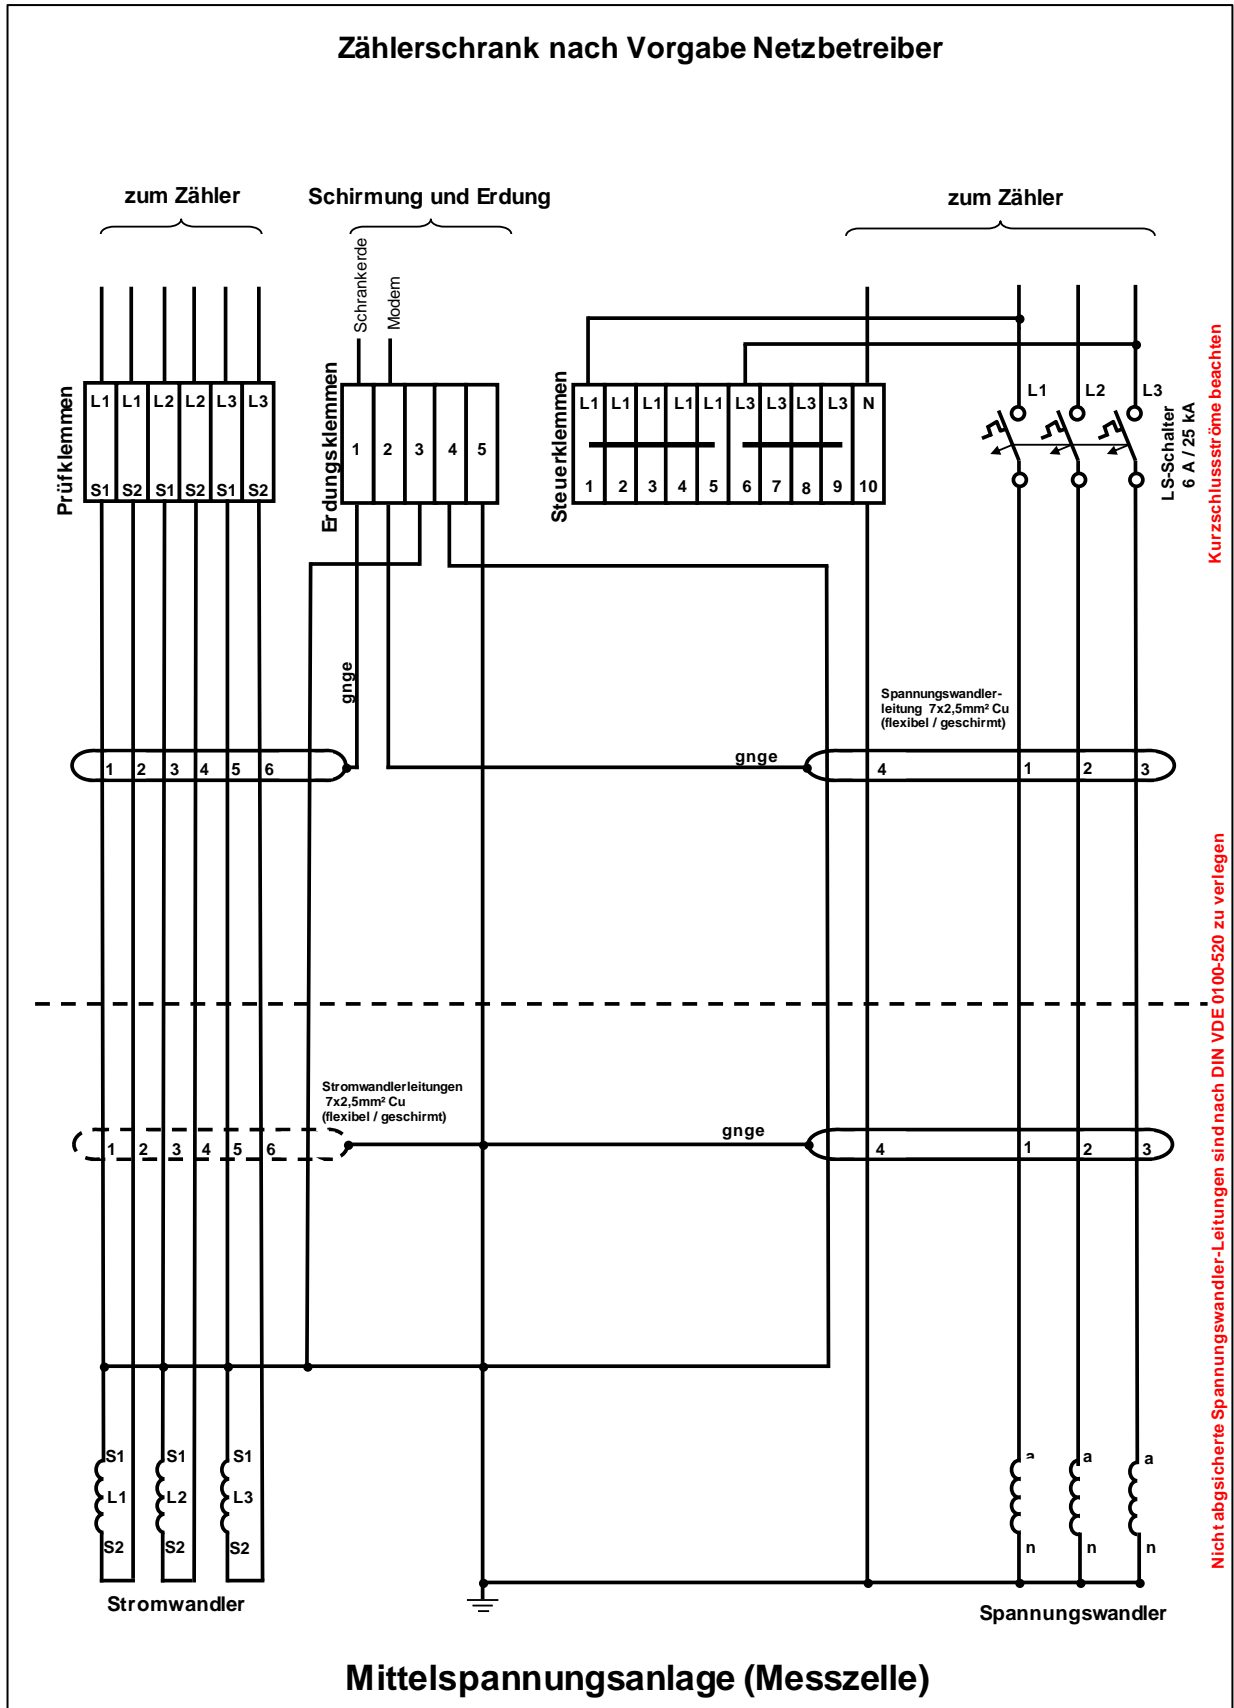 Zählerschrank nach Vorgabe Netzbetreiber
zum Zähler
Schirmung und Erdung
zum Zähler
Schrankerde
Modem
Prüfklemmen
L1 L1 L2 L2 L3 L3
S1 S2 S1 S2 S1 S2
Erdungsklemmen
1 2 3 4 5
Steuerklemmen
L1 L1 L1 L1 L1 L3 L3 L3 L3 N
1 2 3 4 5 6 7 8 9 10
L1 L2 L3
LS-Schalter
6 A / 25 kA
Kurzschlussströme beachten
gnge
Spannungswandler-
leitung 7x2,5mm² Cu
(flexibel / geschirmt)
1 2 3 4 5 6
gnge
4 1 2 3
Nicht abgsicherte Spannungswandler-Leitungen sind nach DIN VDE 0100-520 zu verlegen
Stromwandlerleitungen
7x2,5mm² Cu
(flexibel / geschirmt)
1 2 3 4 5 6
gnge
4 1 2 3
S1 S1 S1
L1 L2 L3
S2 S2 S2
a a a
n n n
Stromwandler
Spannungswandler
Mittelspannungsanlage (Messzelle)